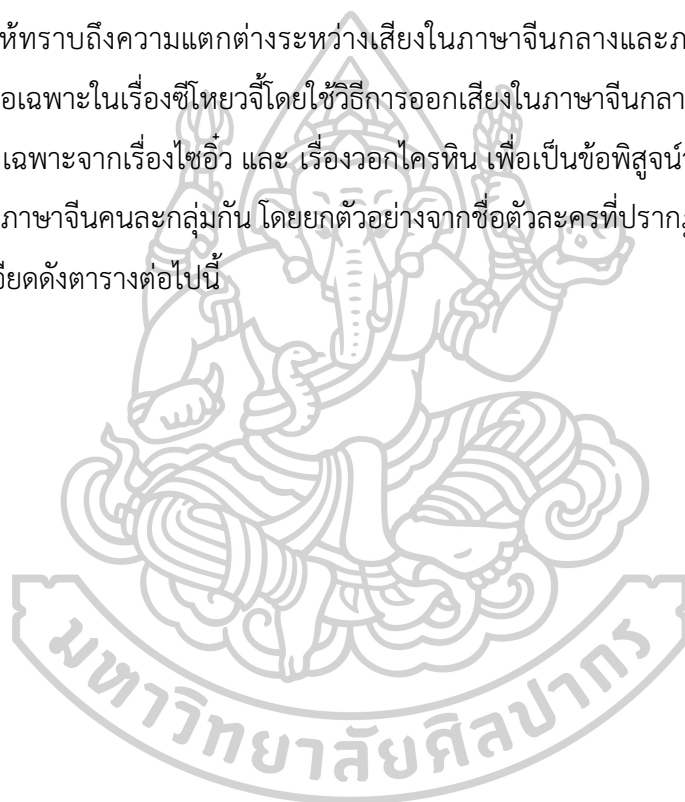 ห้ทราบถึงความแตกต่างระหว่างเสียงในภาษาจีนกลางและภ
อเฉพาะในเรื่องซีโหยวจี้โดยใช้วิธีการออกเสียงในภาษาจีนกลา
เฉพาะจากเรื่องไซอิ๋ว และ เรื่องวอกไครหิน เพื่อเป็นข้อพิสูจน์ว
ภาษาจีนคนละกลุ่มกัน โดยยกตัวอย่างจากชื่อตัวละครที่ปรากฏ
อียดดังตารางต่อไปนี้
มหาวิทยาลัยศิลปากร